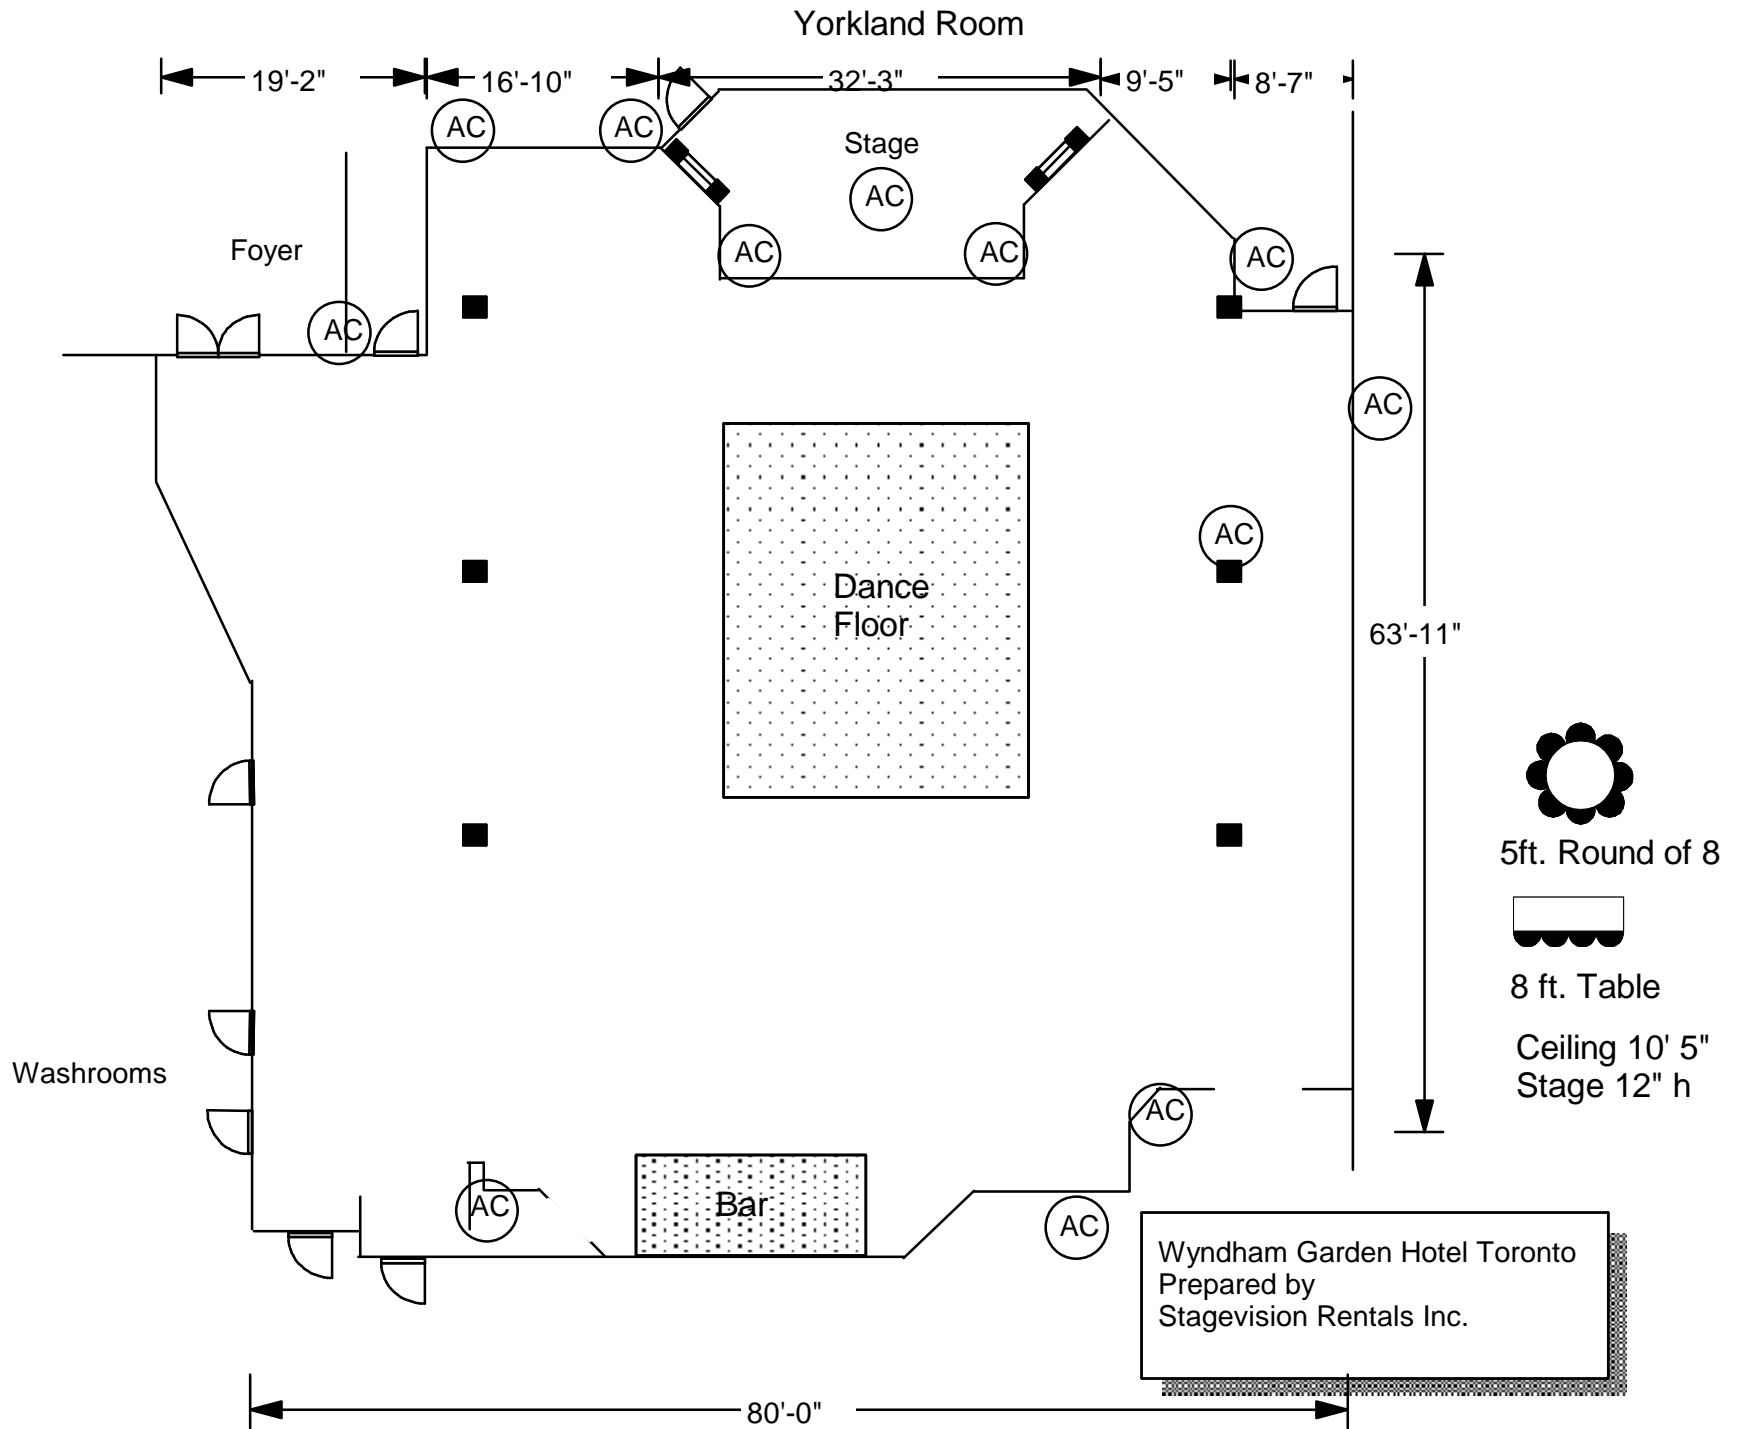 Yorkland Room
19'-2" 16'-10" 32'-3" 9'-5" 8'-7"
AC AC
Stage
AC
Foyer
AC AC AC
AC
AC
AC
Dance
Floor
63'-11"
5ft. Round of 8
8 ft. Table
Ceiling 10' 5"
Stage 12" h
Washrooms
AC
AC
Bar
AC
Wyndham Garden Hotel Toronto
Prepared by
Stagevision Rentals Inc.
80'-0"